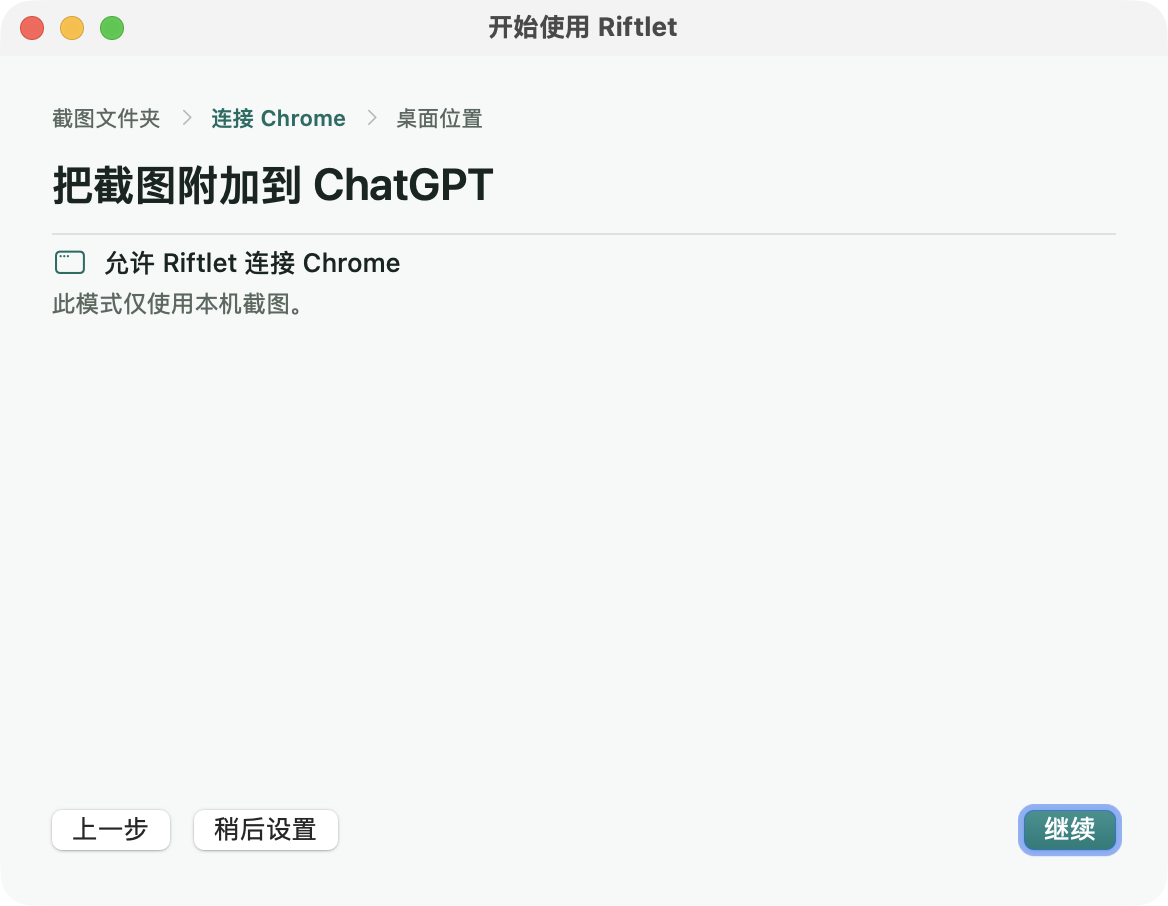 开始使用 Riftlet
截图文件夹 > 连接 Chrome > 桌面位置
把截图附加到 ChatGPT
允许 Riftlet 连接 Chrome
此模式仅使用本机截图。
上一步 稍后设置 继续